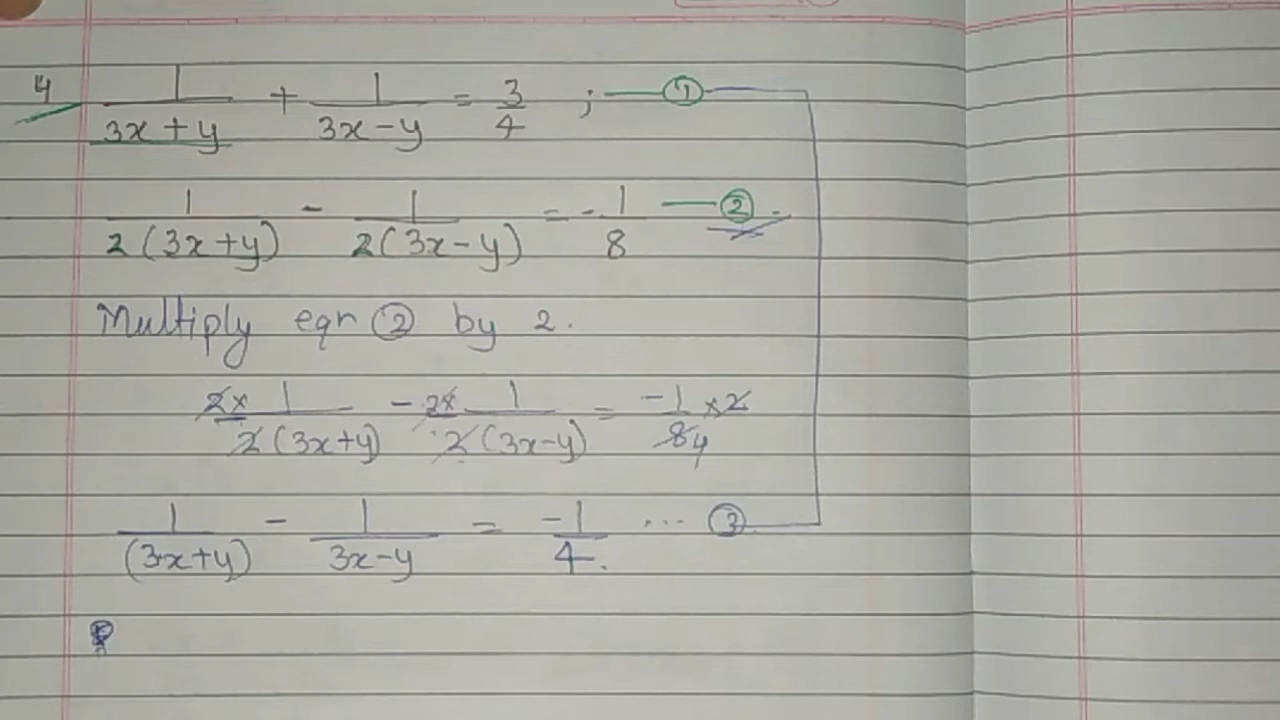 4 1/(3x+y) + 1/(3x-y) = 3/4 ; — ①
1/2(3x+y) - 1/2(3x-y) = -1/8 — ②.
Multiply eqn ② by 2.
2× 1/2(3x+y) - 2× 1/2(3x-y) = -1/8 4 ×2
1/(3x+y) - 1/3x-y = -1/4. ... ③